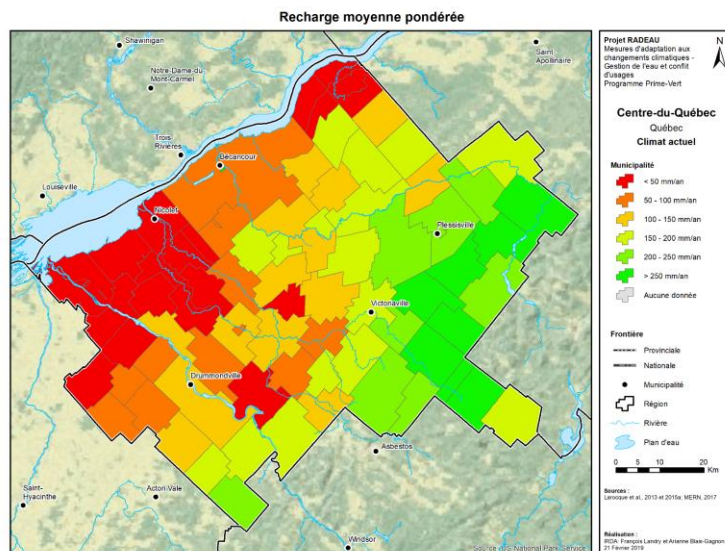 Recharge moyenne pondérée
Shawinigan
Saint-
Apollinaire
Notre-Dame-du-
Mont-Carmel
Trois-
Rivières
Bécancour
Louiseville
Nicolet
Plessisville
Victoriaville
Drummondville
Asbestos
Saint-
Hyacinthe
Acton Vale
Windsor
Source : US National Park Service
Projet RADEAU
Mesures d'adaptation aux
changements climatiques -
Gestion de l'eau et conflit
d'usages
Programme Prime-Vert
N
Centre-du-Québec
Québec
Climat actuel
Municipalité
< 50 mm/an
50 - 100 mm/an
100 - 150 mm/an
150 - 200 mm/an
200 - 250 mm/an
> 250 mm/an
Aucune donnée
Frontière
Provinciale
Nationale
Municipalité
Région
Rivière
Plan d'eau
0 5 10 20
Km
Sources :
Larocque et al., 2013 et 2015a; MERN, 2017
Réalisation :
IRDA: François Landry et Arianne Blais-Gagnon
21 Février 2019